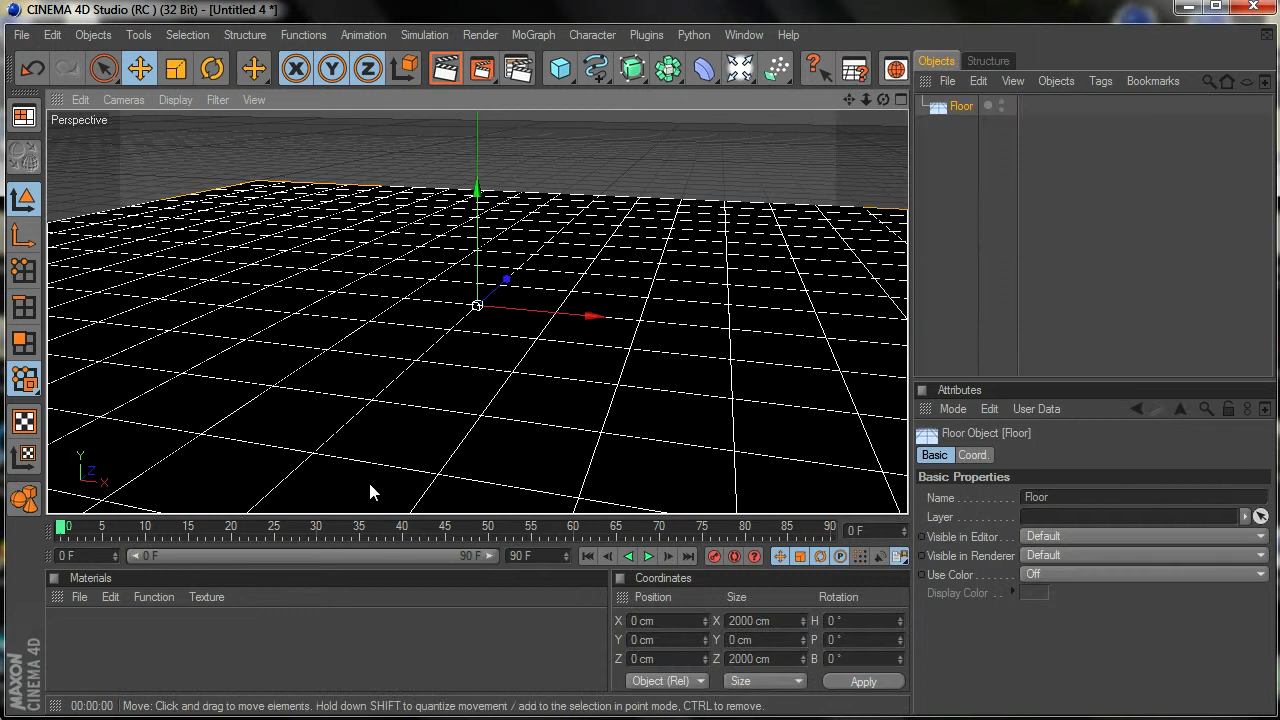 CINEMA 4D Studio (RC ) (32 Bit) - [Untitled 4 *]
File Edit Objects Tools Selection Structure Functions Animation Simulation Render MoGraph Character Plugins Python Window Help
Objects Structure
Edit Cameras Display Filter View
File Edit View Objects Tags Bookmarks
Perspective
Floor
Attributes
Mode Edit User Data
Floor Object [Floor]
Basic Coord.
Basic Properties
Name Floor
Layer
Visible in Editor Default
Visible in Renderer Default
Use Color Off
Display Color
Y
Z
X
0 5 10 15 20 25 30 35 40 45 50 55 60 65 70 75 80 85 90 0 F
0 F 0 F 90 F 90 F
Materials
File Edit Function Texture
Coordinates
Position Size Rotation
X 0 cm X 2000 cm H 0 °
Y 0 cm Y 0 cm P 0 °
Z 0 cm Z 2000 cm B 0 °
Object (Rel) Size Apply
MAXON
CINEMA 4D
00:00:00 Move: Click and drag to move elements. Hold down SHIFT to quantize movement / add to the selection in point mode, CTRL to remove.